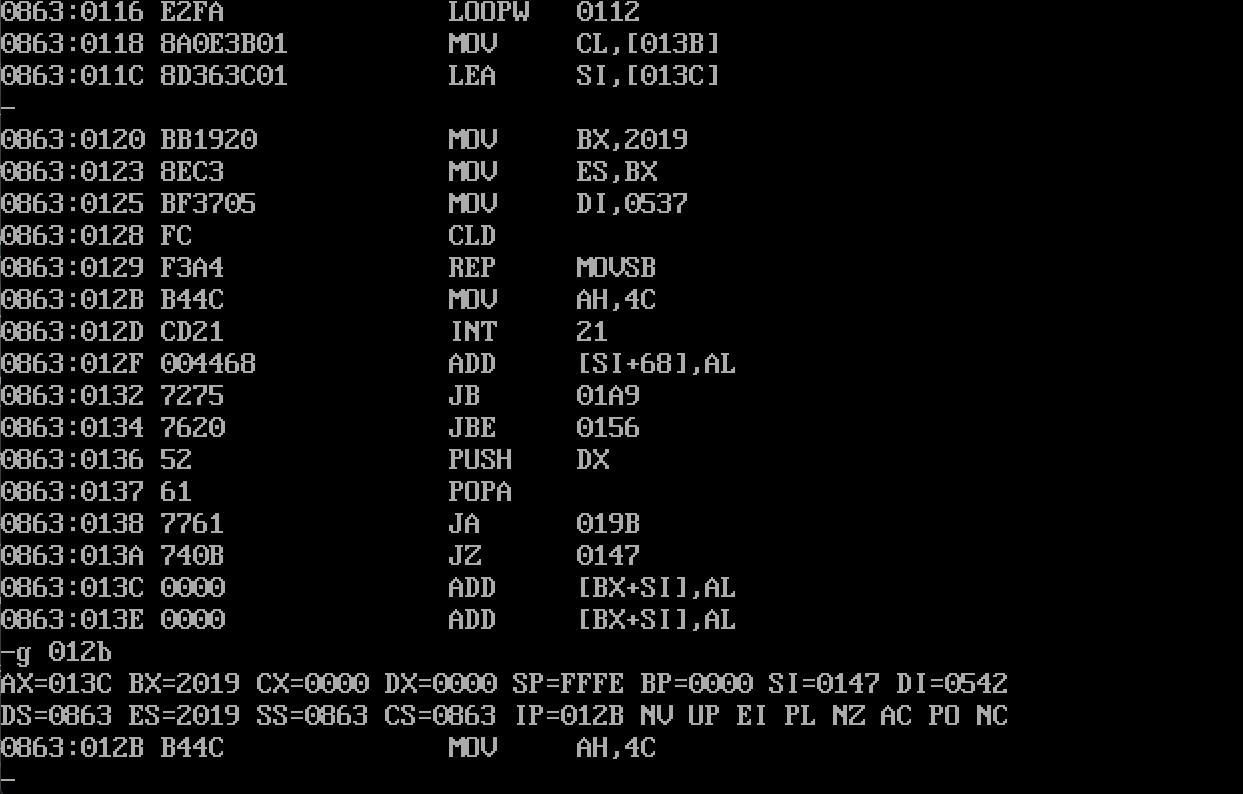 0863:0116 E2FA LOOPW 0112
0863:0118 8A0E3B01 MOV CL,[013B]
0863:011C 8D363C01 LEA SI,[013C]
-
0863:0120 BB1920 MOV BX,2019
0863:0123 8EC3 MOV ES,BX
0863:0125 BF3705 MOV DI,0537
0863:0128 FC CLD
0863:0129 F3A4 REP MOVSB
0863:012B B44C MOV AH,4C
0863:012D CD21 INT 21
0863:012F 004468 ADD [SI+68],AL
0863:0132 7275 JB 01A9
0863:0134 7620 JBE 0156
0863:0136 52 PUSH DX
0863:0137 61 POPA
0863:0138 7761 JA 019B
0863:013A 740B JZ 0147
0863:013C 0000 ADD [BX+SI],AL
0863:013E 0000 ADD [BX+SI],AL
-g 012b
AX=013C BX=2019 CX=0000 DX=0000 SP=FFFE BP=0000 SI=0147 DI=0542
DS=0863 ES=2019 SS=0863 CS=0863 IP=012B NV UP EI PL NZ AC PO NC
0863:012B B44C MOV AH,4C
-